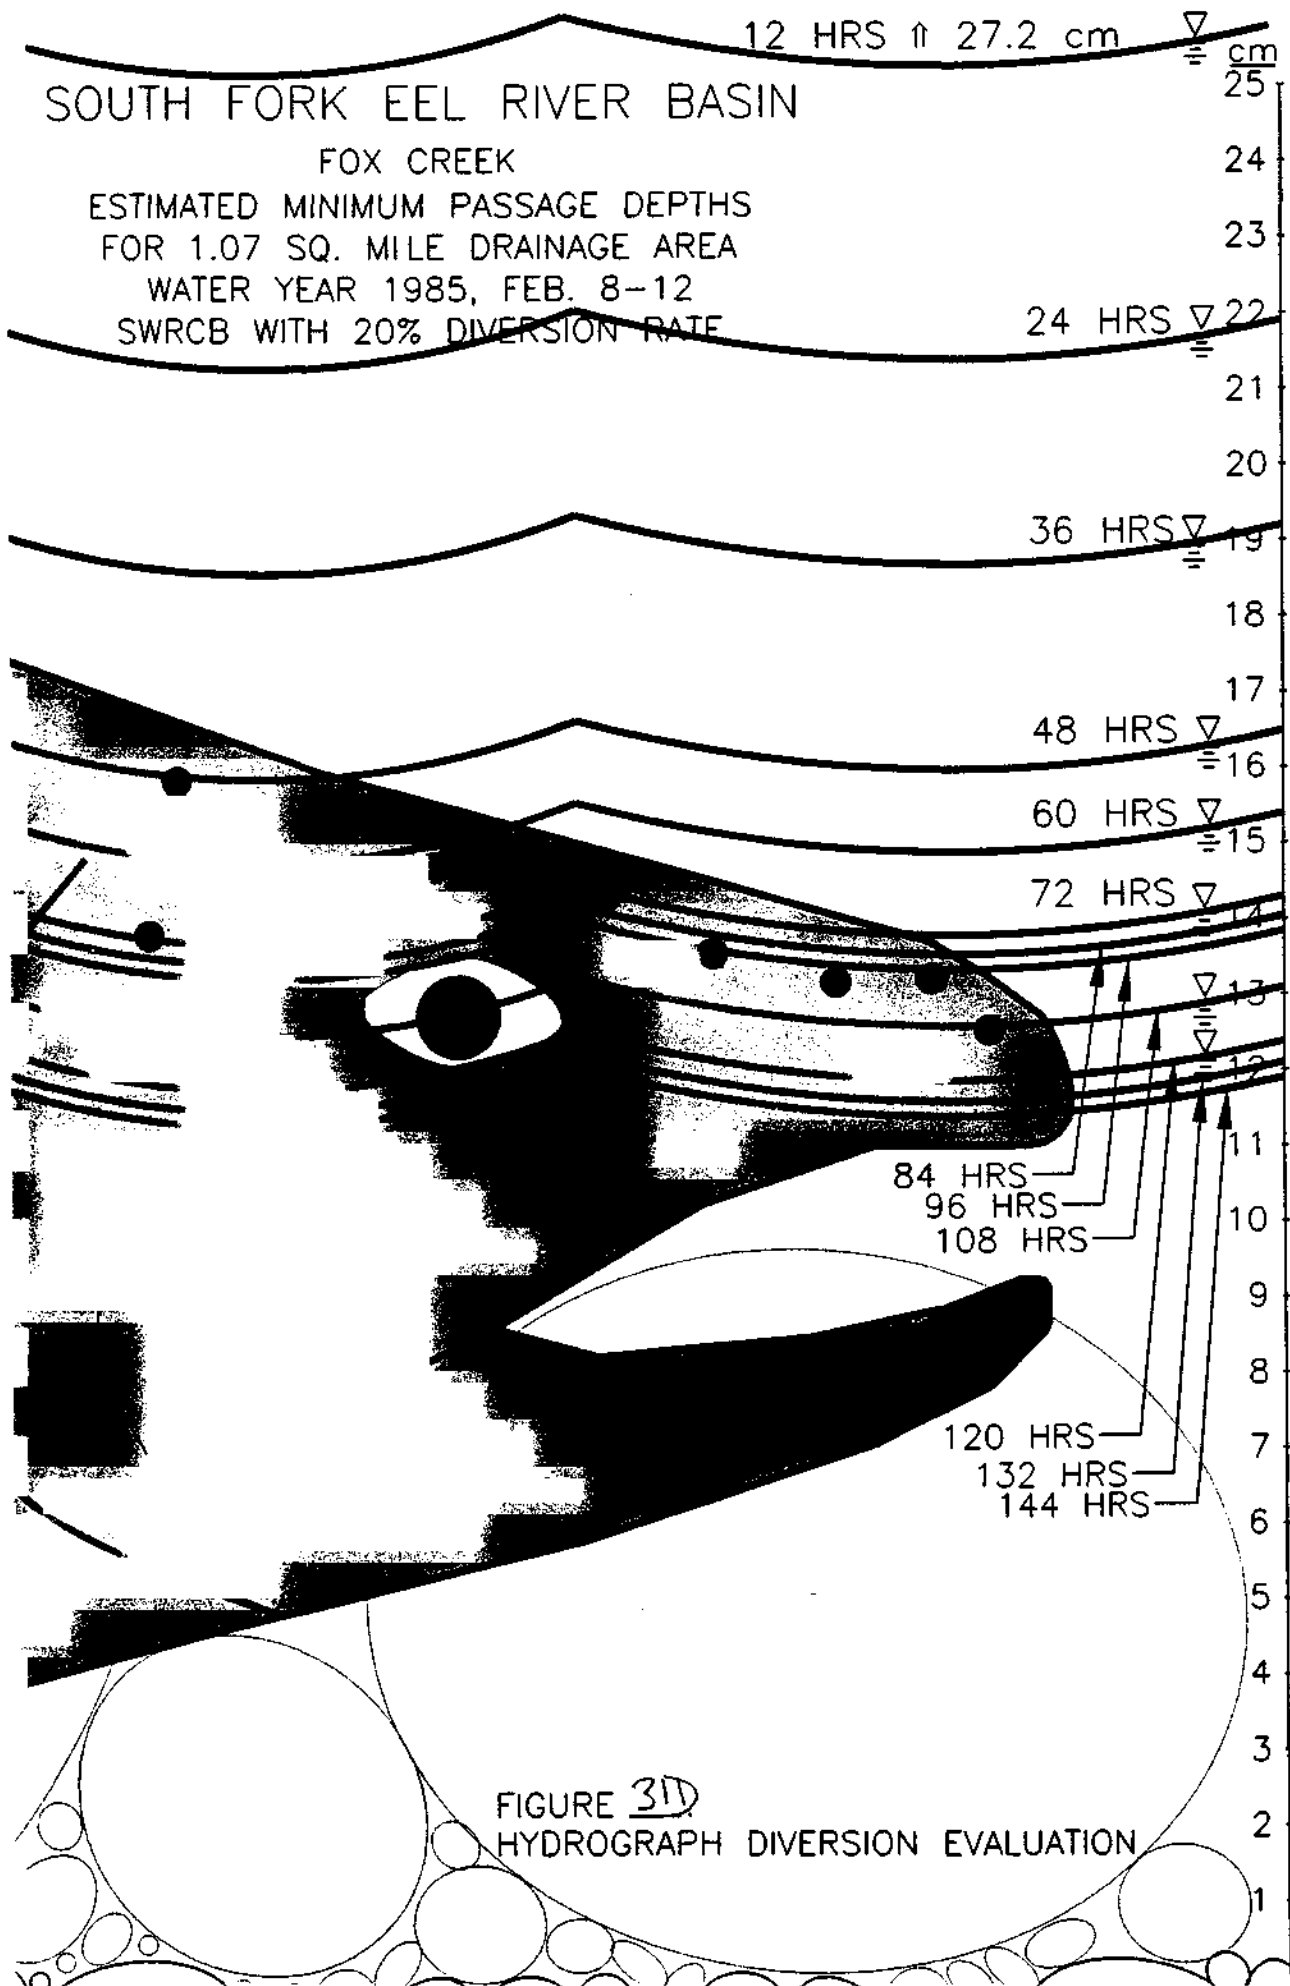 12 HRS ⇑ 27.2 cm
cm
SOUTH FORK EEL RIVER BASIN
FOX CREEK
ESTIMATED MINIMUM PASSAGE DEPTHS
FOR 1.07 SQ. MILE DRAINAGE AREA
WATER YEAR 1985, FEB. 8-12
SWRCB WITH 20% DIVERSION RATE
25
24
23
24 HRS
22
21
20
36 HRS
19
18
17
48 HRS
16
60 HRS
15
72 HRS
14
13
12
11
84 HRS
96 HRS
10
108 HRS
9
8
120 HRS
7
132 HRS
144 HRS
6
5
4
3
FIGURE 31D
2
HYDROGRAPH DIVERSION EVALUATION
1